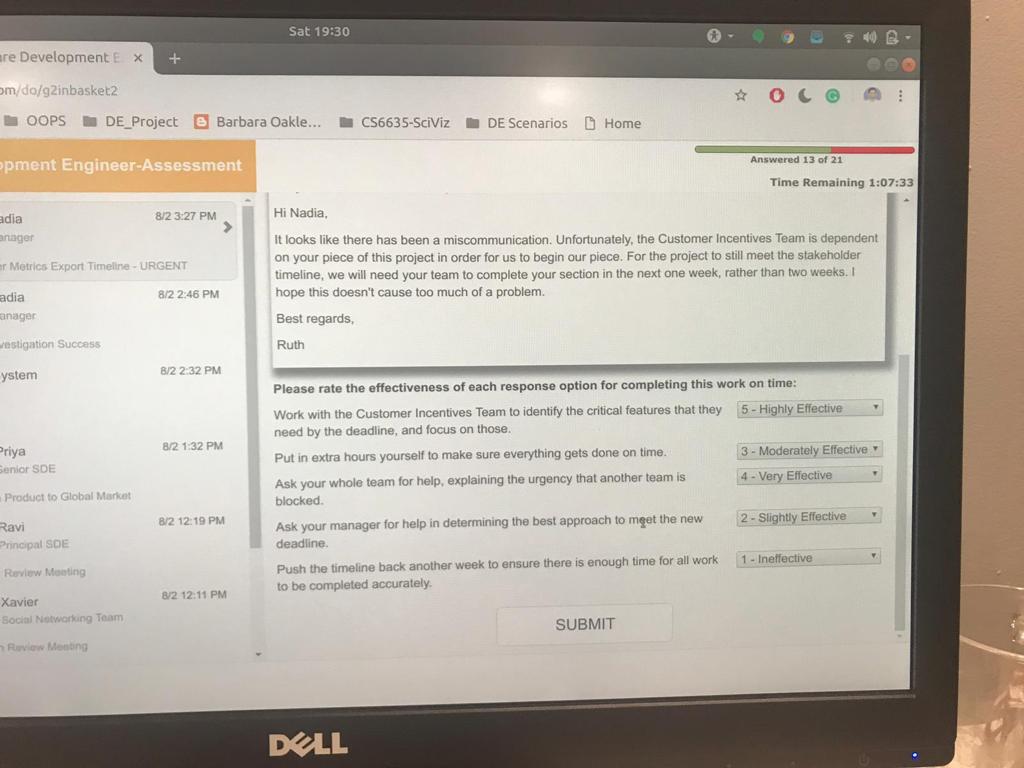 Sat 19:30
re Development E
om/do/g2inbasket2
OOPS DE_Project Barbara Oakle... CS6635-SciViz DE Scenarios Home
opment Engineer-Assessment
Answered 13 of 21
Time Remaining 1:07:33
adia 8/2 3:27 PM
anager
er Metrics Export Timeline - URGENT
adia 8/2 2:46 PM
anager
vestigation Success
ystem 8/2 2:32 PM
Priya 8/2 1:32 PM
Senior SDE
Product to Global Market
Ravi 8/2 12:19 PM
Principal SDE
Review Meeting
Xavier 8/2 12:11 PM
Social Networking Team
n Review Meeting
Hi Nadia,
It looks like there has been a miscommunication. Unfortunately, the Customer Incentives Team is dependent
on your piece of this project in order for us to begin our piece. For the project to still meet the stakeholder
timeline, we will need your team to complete your section in the next one week, rather than two weeks. I
hope this doesn't cause too much of a problem.
Best regards,
Ruth
Please rate the effectiveness of each response option for completing this work on time:
Work with the Customer Incentives Team to identify the critical features that they
need by the deadline, and focus on those.
5 - Highly Effective
Put in extra hours yourself to make sure everything gets done on time.
3 - Moderately Effective
Ask your whole team for help, explaining the urgency that another team is
blocked.
4 - Very Effective
Ask your manager for help in determining the best approach to meet the new
deadline.
2 - Slightly Effective
Push the timeline back another week to ensure there is enough time for all work
to be completed accurately.
1 - Ineffective
SUBMIT
DELL